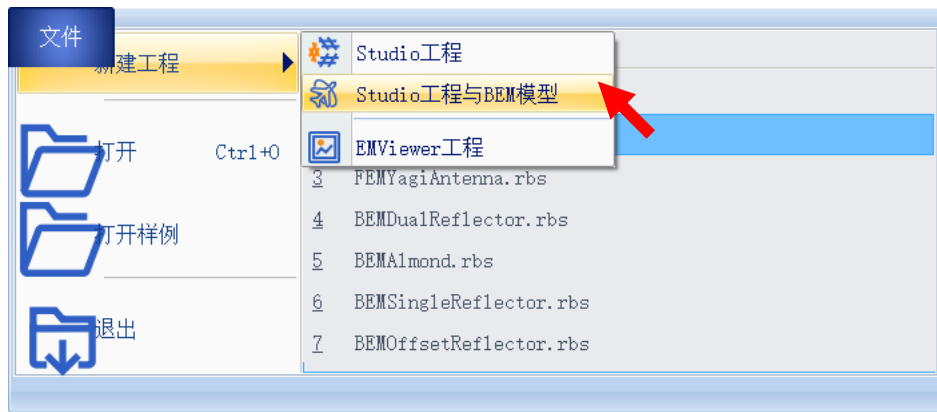 文件
新建工程
Studio工程
Studio工程与BEM模型
EMViewer工程
打开 Ctrl+O
打开样例
退出
3 FEMYagiAntenna.rbs
4 BEMDualReflector.rbs
5 BEMAlmond.rbs
6 BEMSingleReflector.rbs
7 BEMOffsetReflector.rbs